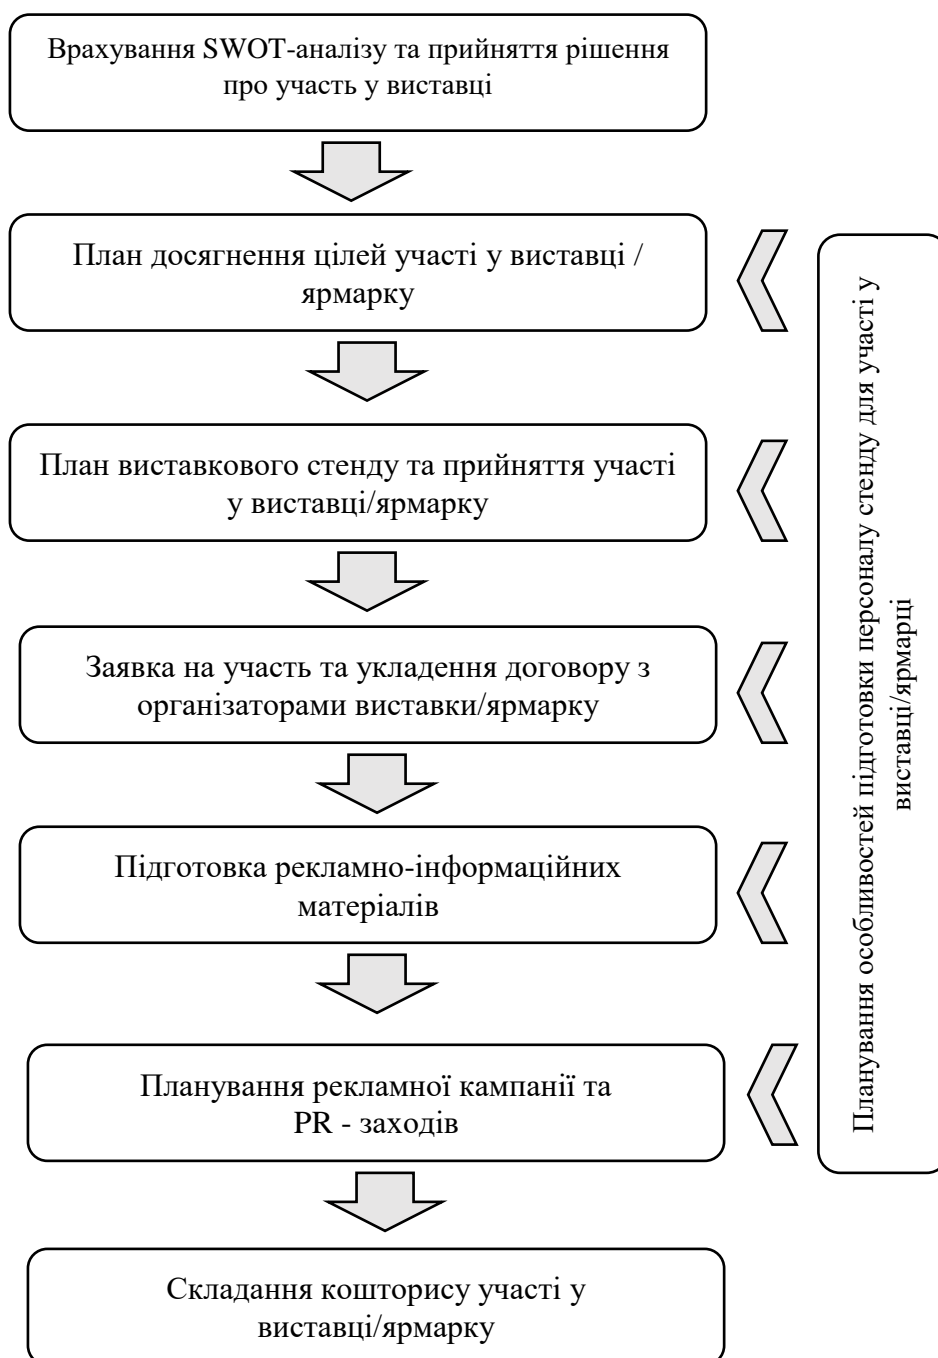 Врахування SWOT-аналізу та прийняття рішення
про участь у виставці
План досягнення цілей участі у виставці /
ярмарку
План виставкового стенду та прийняття участі
у виставці/ярмарку
Заявка на участь та укладення договору з
організаторами виставки/ярмарку
Підготовка рекламно-інформаційних
матеріалів
Планування рекламної кампанії та
PR - заходів
Складання кошторису участі у
виставці/ярмарку
Планування особливостей підготовки персоналу стенду для участі у
виставці/ярмарці